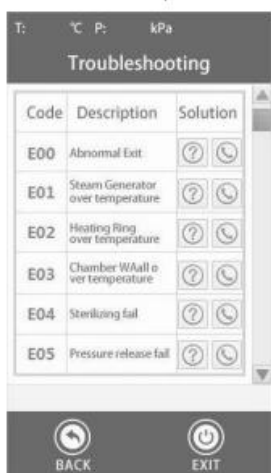 T: °C P: kPa
Troubleshooting
Code Description Solution
E00 Abnormal Exit
E01 Steam Generator
over temperature
E02 Heating Ring
over temperature
E03 Chamber WAall o
ver temperature
E04 Sterilizing fail
E05 Pressure release fail
BACK EXIT